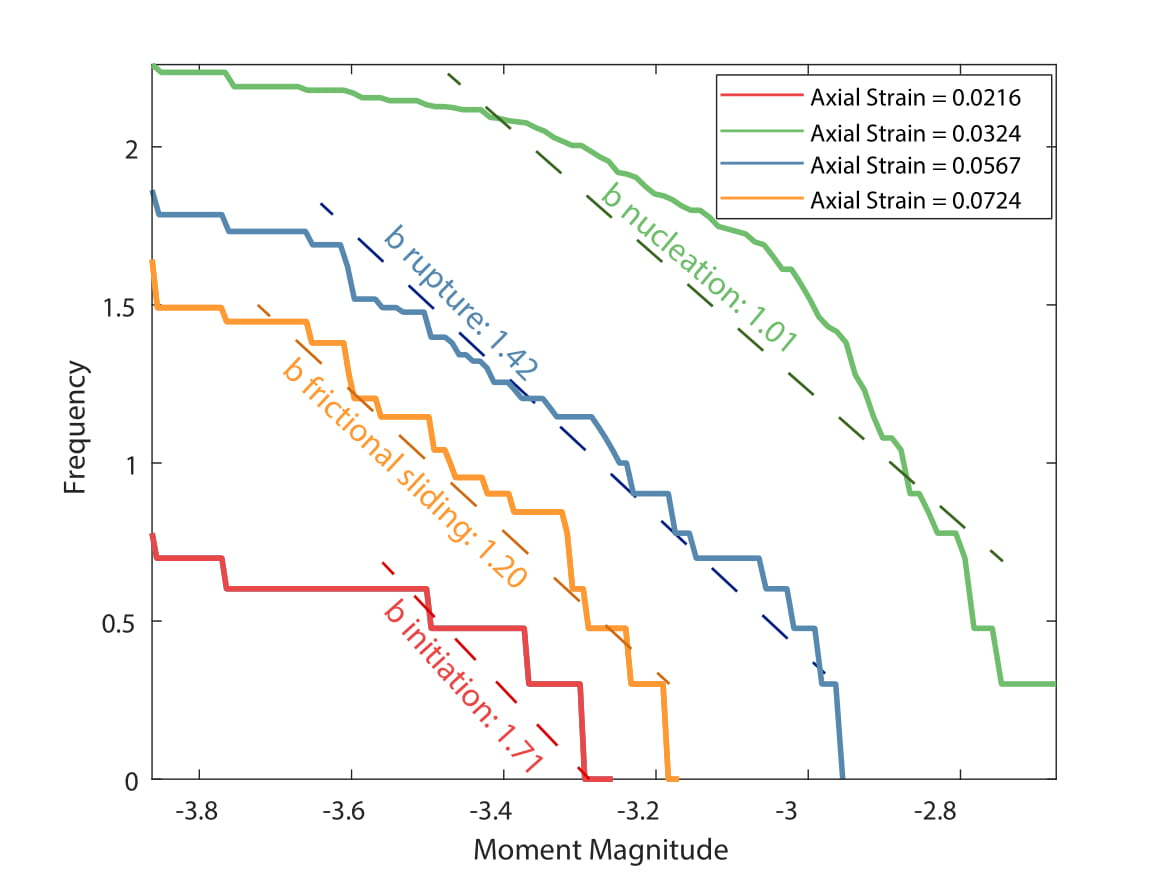 Axial Strain = 0.0216
Axial Strain = 0.0324
Axial Strain = 0.0567
Axial Strain = 0.0724
2
1.5
1
0.5
0
Frequency
b nucleation: 1.01
b rupture: 1.42
b frictional sliding: 1.20
b initiation: 1.71
-3.8 -3.6 -3.4 -3.2 -3 -2.8
Moment Magnitude